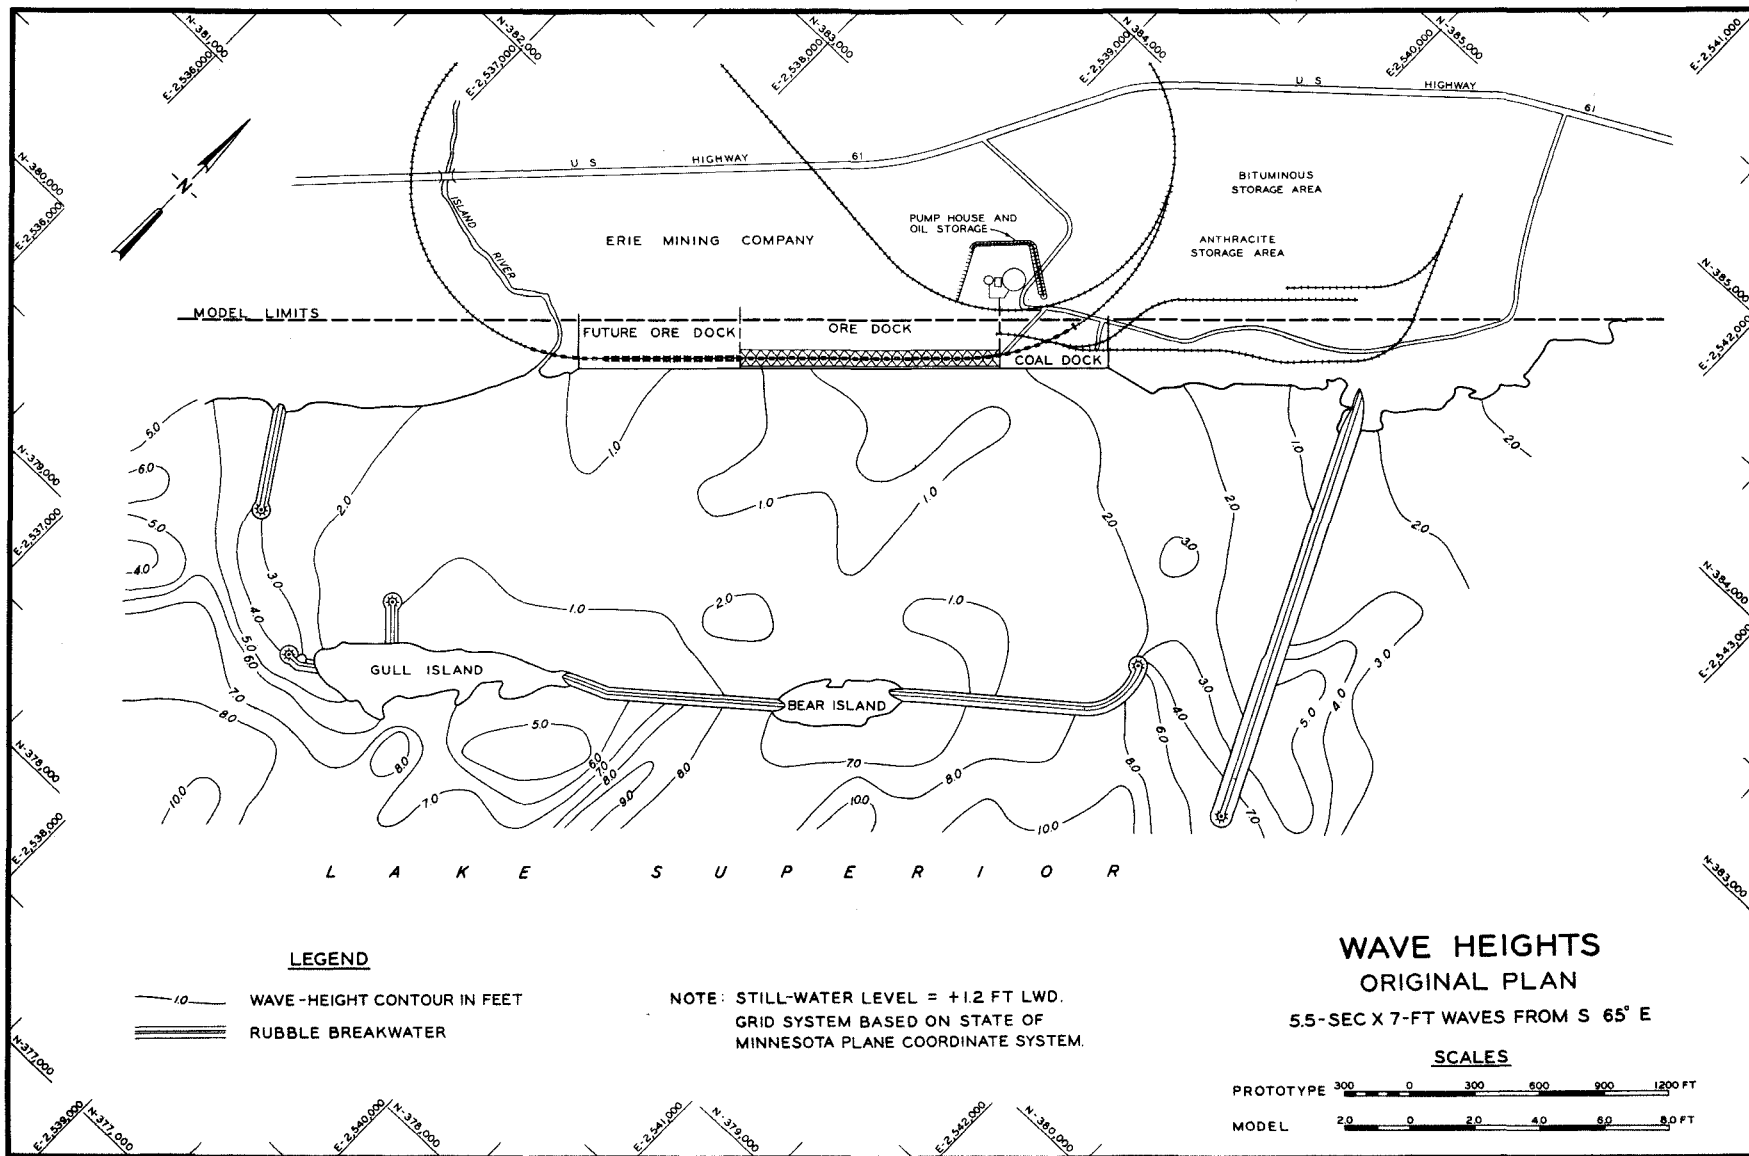 N-381,000
E-2,536,000
N-382,000
E-2,537,000
N-383,000
E-2,538,000
N-384,000
E-2,539,000
N-385,000
E-2,540,000
E-2,541,000
U S HIGHWAY 61
N
N-380,000
E-2,536,000
U S HIGHWAY 61
BITUMINOUS
STORAGE AREA
ISLAND RIVER
ERIE MINING COMPANY
PUMP HOUSE AND
OIL STORAGE
ANTHRACITE
STORAGE AREA
N-385,000
E-2,542,000
MODEL LIMITS
FUTURE ORE DOCK
ORE DOCK
COAL DOCK
5.0
6.0
5.0
4.0
1.0
2.0
1.0
1.0
2.0
2.0
1.0
2.0
2.0
3.0
N-379,000
E-2,537,000
3.0
4.0
5.0
6.0
7.0
8.0
1.0
2.0
1.0
3.0
4.0
3.0
4.0
5.0
N-384,000
E-2,543,000
GULL ISLAND
BEAR ISLAND
5.0
6.0
7.0
8.0
9.0
8.0
7.0
8.0
10.0
7.0
8.0
10.0
10.0
6.0
8.0
7.0
N-378,000
E-2,538,000
N-383,000
LAKE SUPERIOR
LEGEND
1.0 WAVE-HEIGHT CONTOUR IN FEET
RUBBLE BREAKWATER
NOTE: STILL-WATER LEVEL = +1.2 FT LWD.
GRID SYSTEM BASED ON STATE OF
MINNESOTA PLANE COORDINATE SYSTEM.
WAVE HEIGHTS
ORIGINAL PLAN
5.5-SEC X 7-FT WAVES FROM S 65° E
SCALES
PROTOTYPE 300 0 300 600 900 1200 FT
MODEL 2.0 0 2.0 4.0 6.0 8.0 FT
N-377,000
E-2,539,000
N-377,000
E-2,540,000
N-378,000
E-2,541,000
N-379,000
E-2,542,000
N-380,000